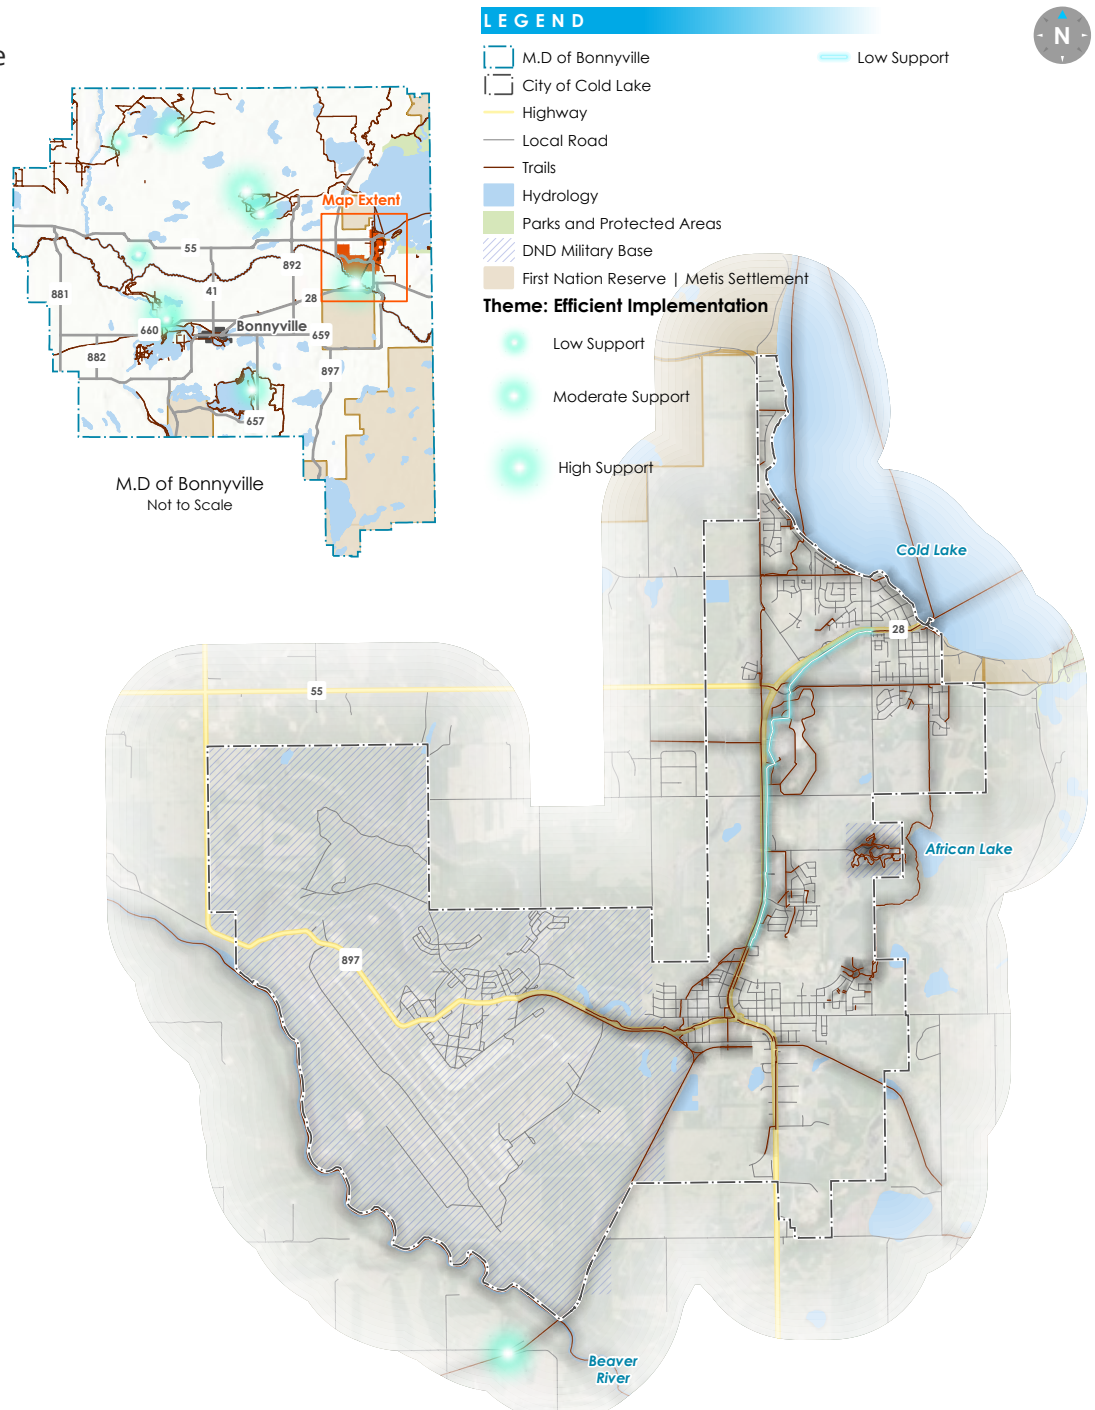 e
LEGEND
N
M.D of Bonnyville
Low Support
City of Cold Lake
Highway
Local Road
Trails
Hydrology
Parks and Protected Areas
DND Military Base
First Nation Reserve | Metis Settlement
Theme: Efficient Implementation
Low Support
Moderate Support
High Support
Map Extent
55
892
881
41
28
660
Bonnyville
659
882
897
657
M.D of Bonnyville
Not to Scale
Cold Lake
28
55
African Lake
897
Beaver
River